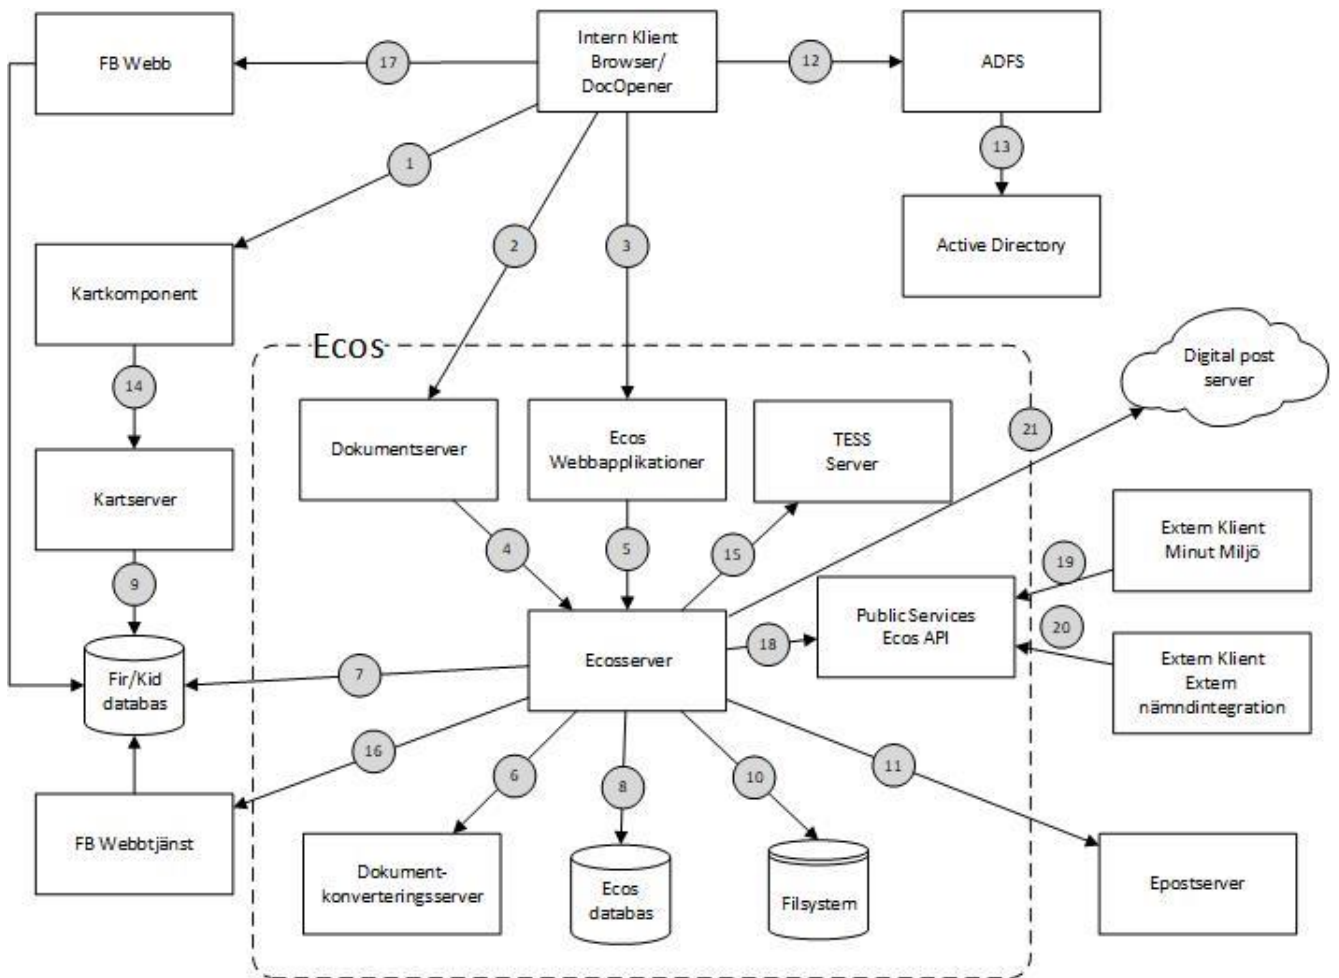 FB Webb
17
Intern Klient
Browser/
DocOpener
12
ADFS
13
Active Directory
1
2
3
Kartkomponent
14
Kartserver
9
Fir/Kid
databas
Ecos
Dokumentserver
Ecos
Webbapplikationer
TESS
Server
21
Digital post
server
4
5
15
Extern Klient
Minut Miljö
19
Public Services
Ecos API
20
Extern Klient
Extern
nämndintegration
18
Ecosserver
7
16
6
8
10
11
FB Webbtjänst
Dokument-
konverteringsserver
Ecos
databas
Filsystem
Epostserver